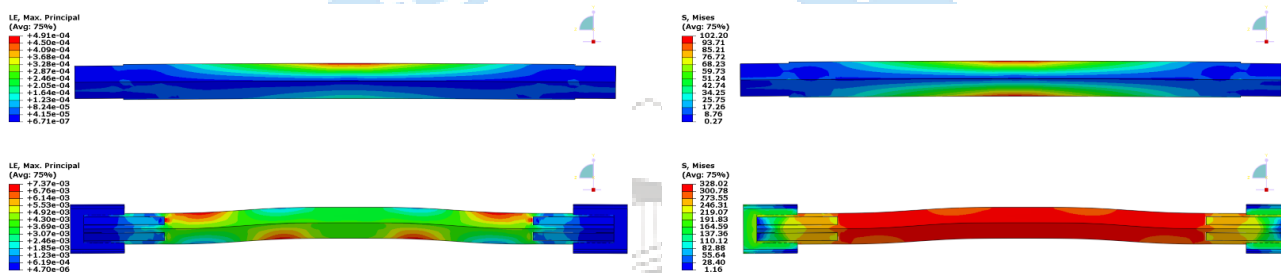 LE, Max. Principal
(Avg: 75%)
+4.91e-04
+4.50e-04
+4.09e-04
+3.68e-04
+3.28e-04
+2.87e-04
+2.46e-04
+2.05e-04
+1.64e-04
+1.23e-04
+8.24e-05
+4.15e-05
+6.71e-07
S, Mises
(Avg: 75%)
102.20
93.71
85.21
76.72
68.23
59.73
51.24
42.74
34.25
25.75
17.26
8.76
0.27
LE, Max. Principal
(Avg: 75%)
+7.37e-03
+6.76e-03
+6.14e-03
+5.53e-03
+4.92e-03
+4.30e-03
+3.69e-03
+3.07e-03
+2.46e-03
+1.85e-03
+1.23e-03
+6.19e-04
+4.70e-06
S, Mises
(Avg: 75%)
328.02
300.78
273.55
246.31
219.07
191.83
164.59
137.36
110.12
82.88
55.64
28.40
1.16